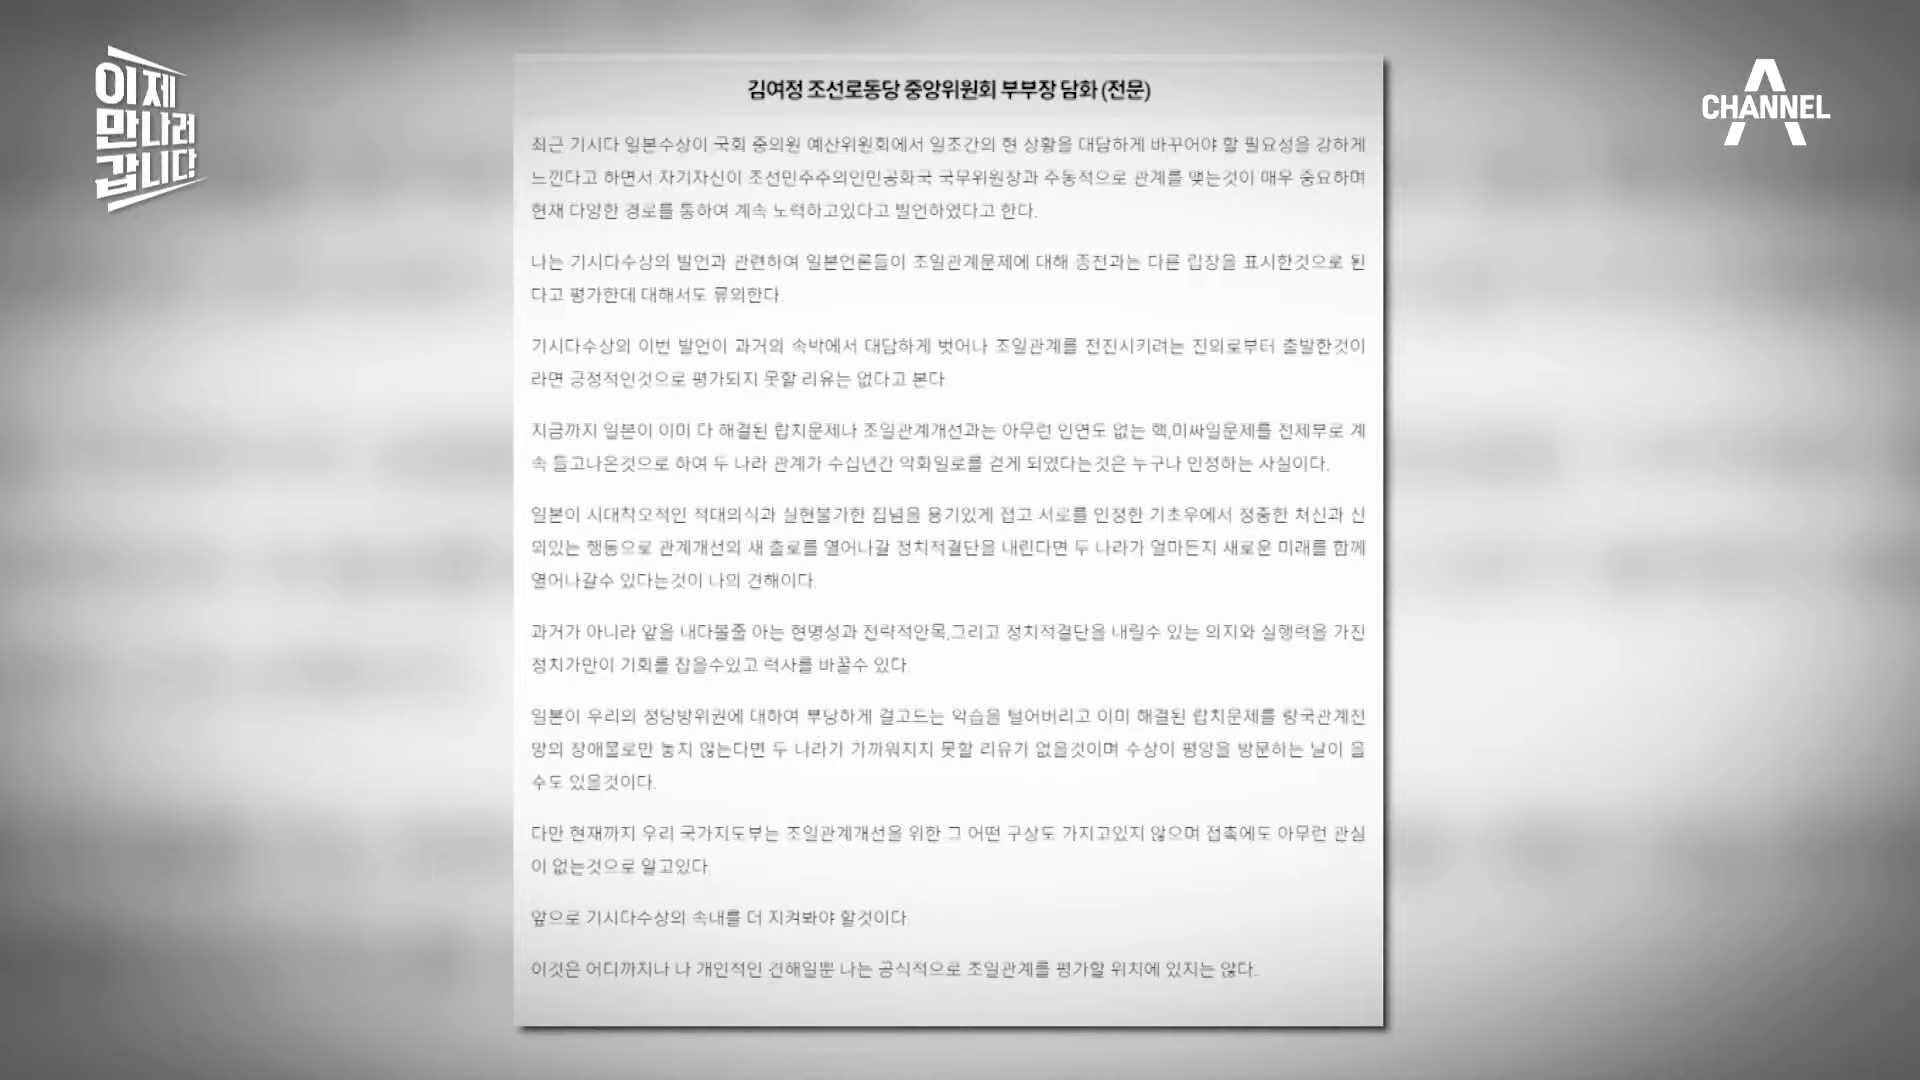 이제
만나러
갑니다
CHANNEL A
김여정 조선로동당 중앙위원회 부부장 담화 (전문)
최근 기시다 일본수상이 국회 중의원 예산위원회에서 일조간의 현 상황을 대담하게 바꾸어야 할 필요성을 강하게
느낀다고 하면서 자기자신이 조선민주주의인민공화국 국무위원장과 주동적으로 관계를 맺는것이 매우 중요하며
현재 다양한 경로를 통하여 계속 노력하고있다고 발언하였다고 한다.
나는 기시다수상의 발언과 관련하여 일본언론들이 조일관계문제에 대해 종전과는 다른 립장을 표시한것으로 된
다고 평가한데 대해서도 류의한다.
기시다수상의 이번 발언이 과거의 속박에서 대담하게 벗어나 조일관계를 전진시키려는 진의로부터 출발한것이
라면 긍정적인것으로 평가되지 못할 리유는 없다고 본다.
지금까지 일본이 이미 다 해결된 랍치문제나 조일관계개선과는 아무런 인연도 없는 핵,미싸일문제를 전제부로 계
속 들고나온것으로 하여 두 나라 관계가 수십년간 악화일로를 걷게 되였다는것은 누구나 인정하는 사실이다.
일본이 시대착오적인 적대의식과 실현불가한 집념을 용기있게 접고 서로를 인정한 기초우에서 정중한 처신과 신
의있는 행동으로 관계개선의 새 출로를 열어나갈 정치적결단을 내린다면 두 나라가 얼마든지 새로운 미래를 함께
열어나갈수 있다는것이 나의 견해이다.
과거가 아니라 앞을 내다볼줄 아는 현명성과 전략적안목,그리고 정치적결단을 내릴수 있는 의지와 실행력을 가진
정치가만이 기회를 잡을수있고 력사를 바꿀수 있다.
일본이 우리의 정당방위권에 대하여 부당하게 걸고드는 악습을 털어버리고 이미 해결된 랍치문제를 량국관계전
망의 장애물로만 놓지 않는다면 두 나라가 가까워지지 못할 리유가 없을것이며 수상이 평양을 방문하는 날이 올
수도 있을것이다.
다만 현재까지 우리 국가지도부는 조일관계개선을 위한 그 어떤 구상도 가지고있지 않으며 접촉에도 아무런 관심
이 없는것으로 알고있다.
앞으로 기시다수상의 속내를 더 지켜봐야 할것이다.
이것은 어디까지나 나 개인적인 견해일뿐 나는 공식적으로 조일관계를 평가할 위치에 있지는 않다.